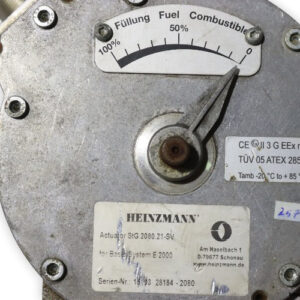 Füllung Fuel Combustible
100% 50% 0
CE II 3 G EEx n
TÜV 05 ATEX 285
Tamb -20°C to + 85°
HEINZMANN
Am Haselbach 1
D-79677 Schönau
www.heinzmann.de
Actuator StG 2080.21-SV
for Basic System E 2000
Serien-Nr.
28184 - 2080